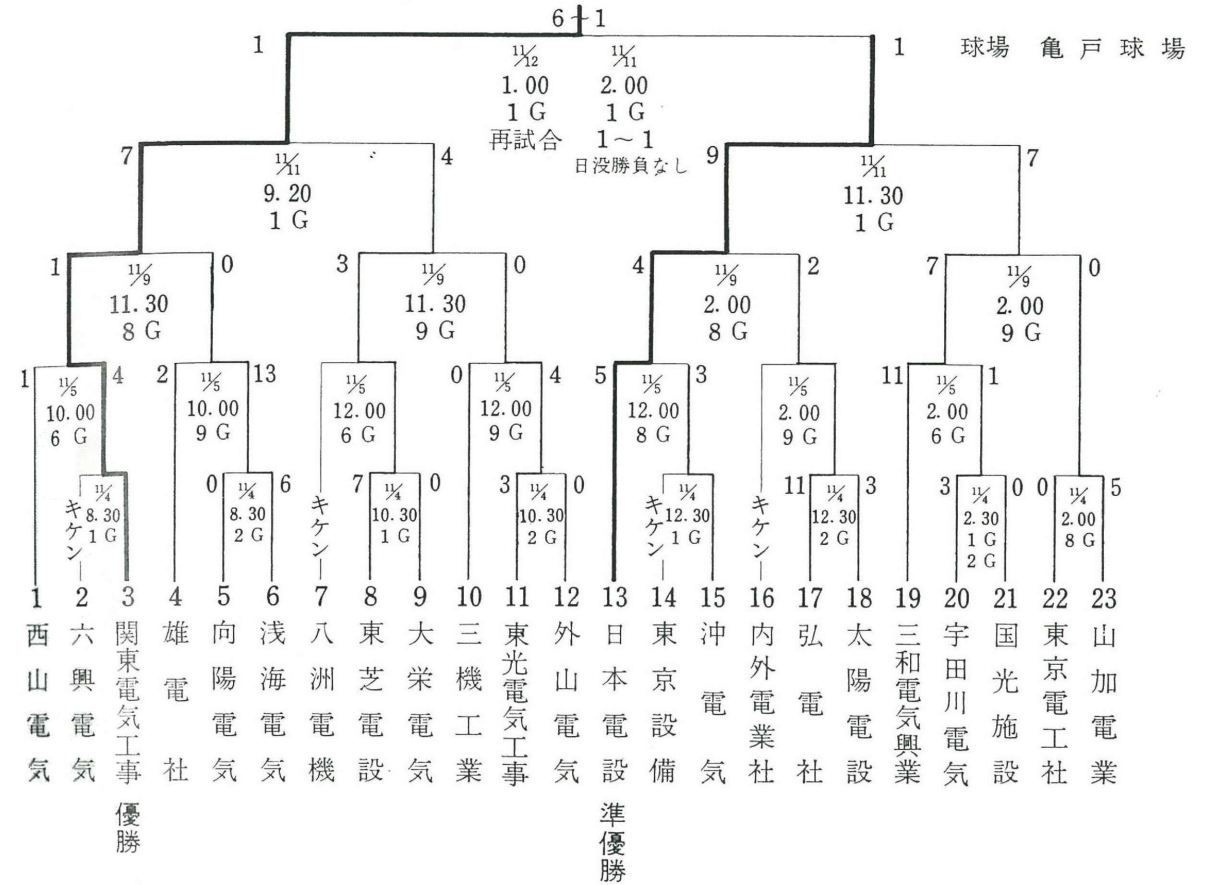 6～1
1
1
球場 亀戸球場
11/12
11/11
1.00
2.00
1 G
1 G
再試合
1～1
日没勝負なし
7
4
9
7
11/11
9.20
1 G
11/11
11.30
1 G
1
0
3
0
4
2
7
0
11/9
11.30
8 G
11/9
11.30
9 G
11/9
2.00
8 G
11/9
2.00
9 G
1
4
2
13
0
4
5
3
11
1
11/5
10.00
6 G
11/5
10.00
9 G
11/5
12.00
6 G
11/5
12.00
9 G
11/5
12.00
8 G
11/5
2.00
9 G
11/5
2.00
6 G
キケン
11/4
8.30
1 G
0
6
11/4
8.30
2 G
キケン
7
0
11/4
10.30
1 G
3
0
11/4
10.30
2 G
キケン
11/4
12.30
1 G
キケン
11
3
11/4
12.30
2 G
3
0
11/4
2.30
1 G
2 G
0
5
11/4
2.00
8 G
1 西山電気
2 六興電気
3 関東電気工事 優勝
4 雄電社
5 向陽電気
6 浅海電気
7 八洲電機
8 東芝電設
9 大栄電気
10 三機工業
11 東光電気工事
12 外山電気
13 日本電設 準優勝
14 東京設備
15 沖電気
16 内外電業社
17 弘電社
18 太陽電設
19 三和電気興業
20 宇田川電気
21 国光施設
22 東京電工社
23 山加電業